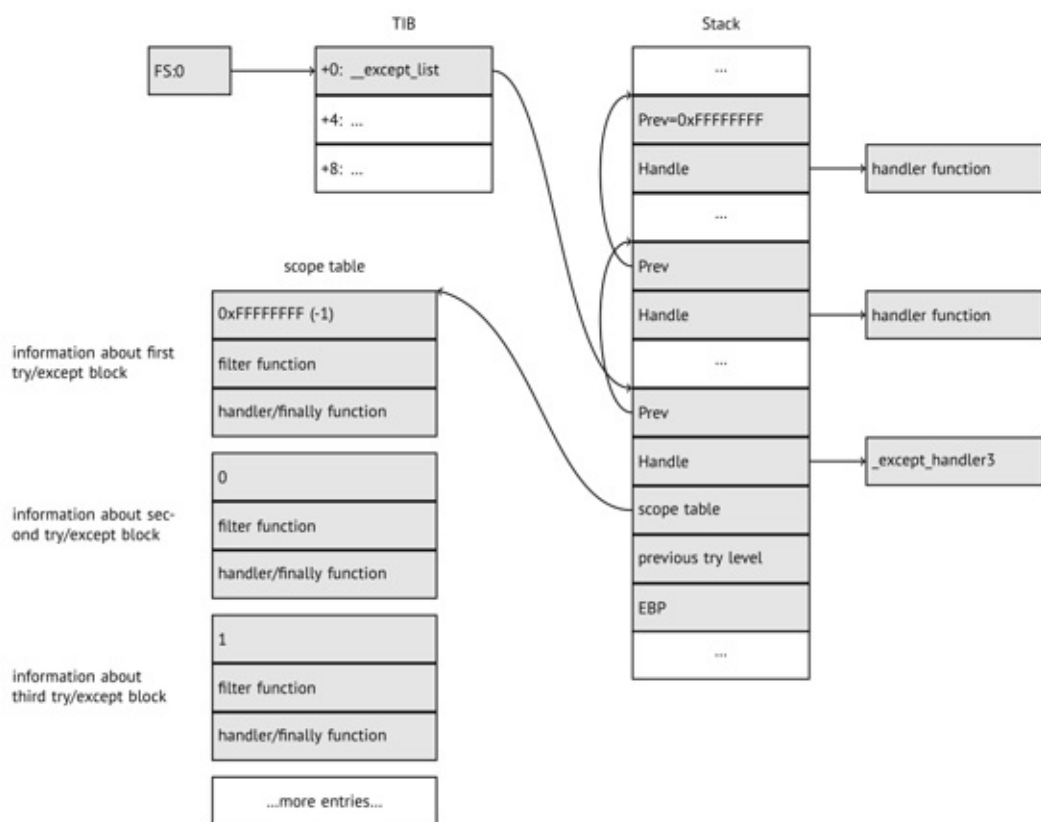 TIB
Stack
FS:0
+0: __except_list
+4: ...
+8: ...
...
Prev=0xFFFFFFFF
Handle
handler function
...
Prev
Handle
handler function
...
Prev
Handle
_except_handler3
scope table
previous try level
EBP
...
scope table
0xFFFFFFFF (-1)
information about first
try/except block
filter function
handler/finally function
0
information about sec-
ond try/except block
filter function
handler/finally function
1
information about
third try/except block
filter function
handler/finally function
...more entries...